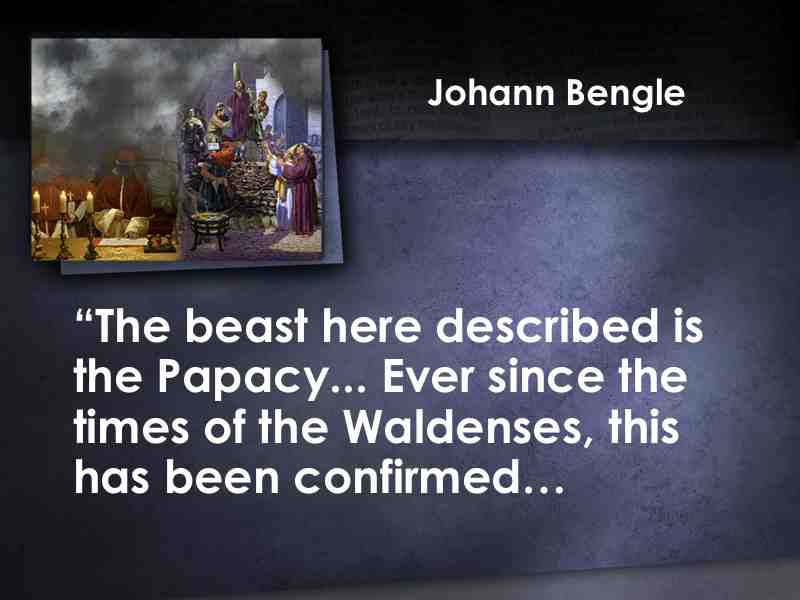 Johann Bengle
“The beast here described is
the Papacy... Ever since the
times of the Waldenses, this
has been confirmed…